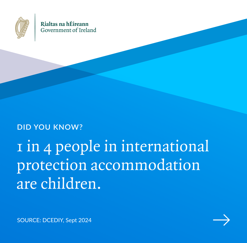 Rialtas na hÉireann
Government of Ireland
DID YOU KNOW?
1 in 4 people in international
protection accommodation
are children.
SOURCE: DCEDIY, Sept 2024